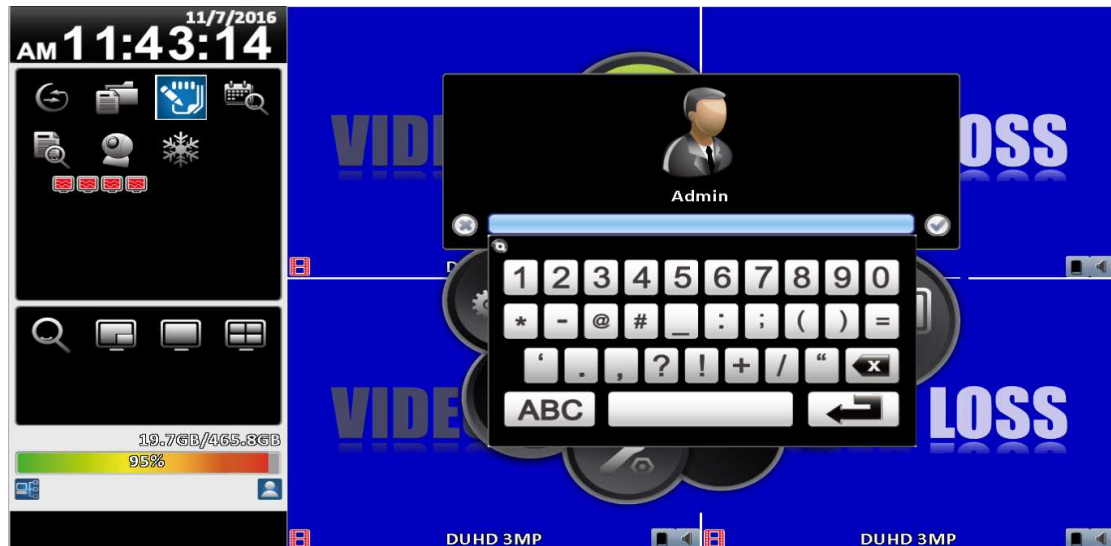 11/7/2016
AM 11:43:14
VID
OSS
Admin
D
1 2 3 4 5 6 7 8 9 0
* - @ # _ : ; ( ) =
‘ . , ? ! + / “ x
ABC
VIDE
LOSS
19.7GB/465.8GB
95%
DUHD 3MP
DUHD 3MP